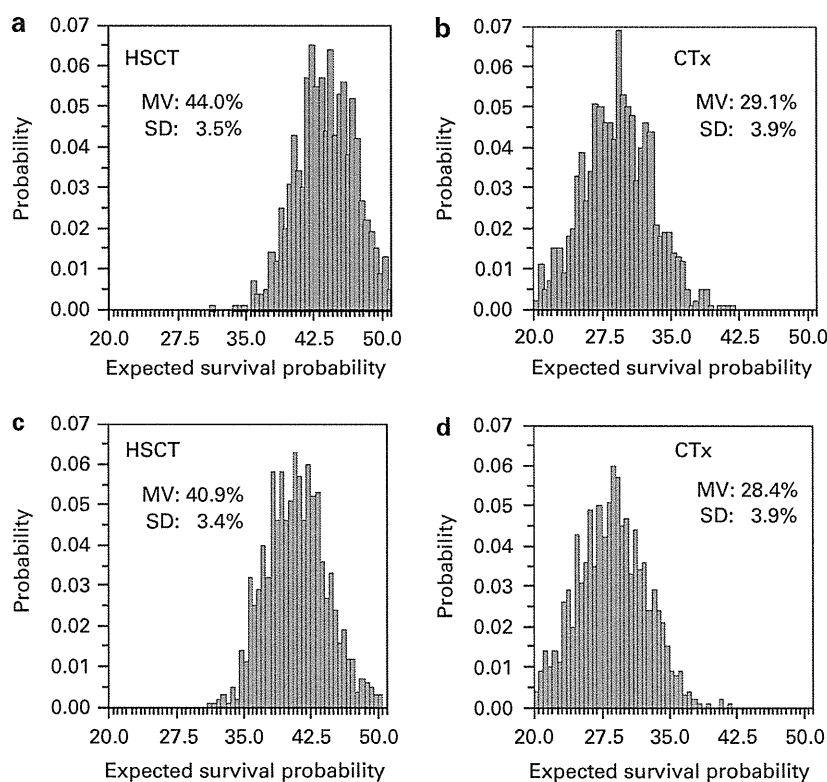 a
HSCT
MV: 44.0%
SD: 3.5%
Probability
0.07
0.06
0.05
0.04
0.03
0.02
0.01
0.00
20.0 27.5 35.0 42.5 50.0
Expected survival probability
b
CTx
MV: 29.1%
SD: 3.9%
Probability
0.07
0.06
0.05
0.04
0.03
0.02
0.01
0.00
20.0 27.5 35.0 42.5 50.0
Expected survival probability
c
HSCT
MV: 40.9%
SD: 3.4%
Probability
0.07
0.06
0.05
0.04
0.03
0.02
0.01
0.00
20.0 27.5 35.0 42.5 50.0
Expected survival probability
d
CTx
MV: 28.4%
SD: 3.9%
Probability
0.07
0.06
0.05
0.04
0.03
0.02
0.01
0.00
20.0 27.5 35.0 42.5 50.0
Expected survival probability